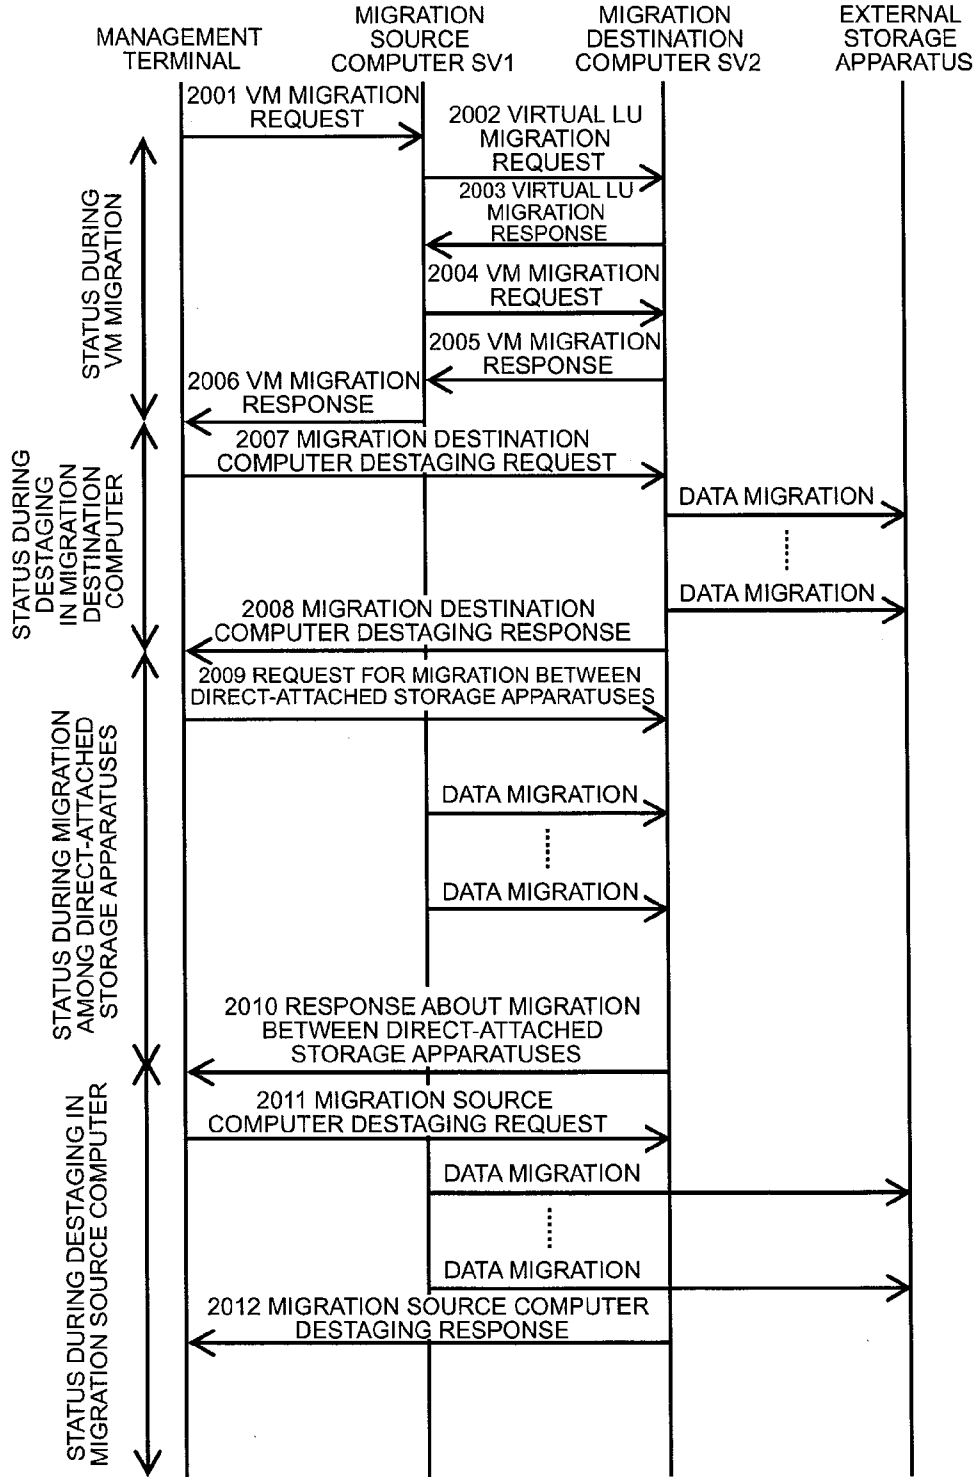 MANAGEMENT
TERMINAL
MIGRATION
SOURCE
COMPUTER SV1
MIGRATION
DESTINATION
COMPUTER SV2
EXTERNAL
STORAGE
APPARATUS
2001 VM MIGRATION
REQUEST
2002 VIRTUAL LU
MIGRATION
REQUEST
2003 VIRTUAL LU
MIGRATION
RESPONSE
2004 VM MIGRATION
REQUEST
2005 VM MIGRATION
RESPONSE
2006 VM MIGRATION
RESPONSE
STATUS DURING
VM MIGRATION
2007 MIGRATION DESTINATION
COMPUTER DESTAGING REQUEST
DATA MIGRATION
DATA MIGRATION
2008 MIGRATION DESTINATION
COMPUTER DESTAGING RESPONSE
STATUS DURING
DESTAGING
IN MIGRATION
DESTINATION
COMPUTER
2009 REQUEST FOR MIGRATION BETWEEN
DIRECT-ATTACHED STORAGE APPARATUSES
DATA MIGRATION
DATA MIGRATION
2010 RESPONSE ABOUT MIGRATION
BETWEEN DIRECT-ATTACHED
STORAGE APPARATUSES
STATUS DURING MIGRATION
AMONG DIRECT-ATTACHED
STORAGE APPARATUSES
2011 MIGRATION SOURCE
COMPUTER DESTAGING REQUEST
DATA MIGRATION
DATA MIGRATION
2012 MIGRATION SOURCE COMPUTER
DESTAGING RESPONSE
STATUS DURING DESTAGING IN
MIGRATION SOURCE COMPUTER